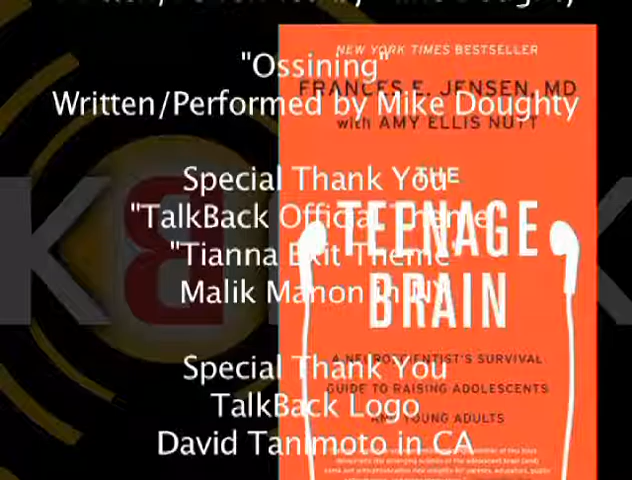 "Ossining"
Written/Performed by Mike Doughty
Special Thank You
"TalkBack Official Theme
"Tianna Exit Theme"
Malik Manon in NY
Special Thank You
TalkBack Logo
David Tanimoto in CA
NEW YORK TIMES BESTSELLER
FRANCES E. JENSEN, MD
with AMY ELLIS NUTT
THE
TEENAGE
BRAIN
A NEUROSCIENTIST'S SURVIVAL
GUIDE TO RAISING ADOLESCENTS
AND YOUNG ADULTS
K
B
K